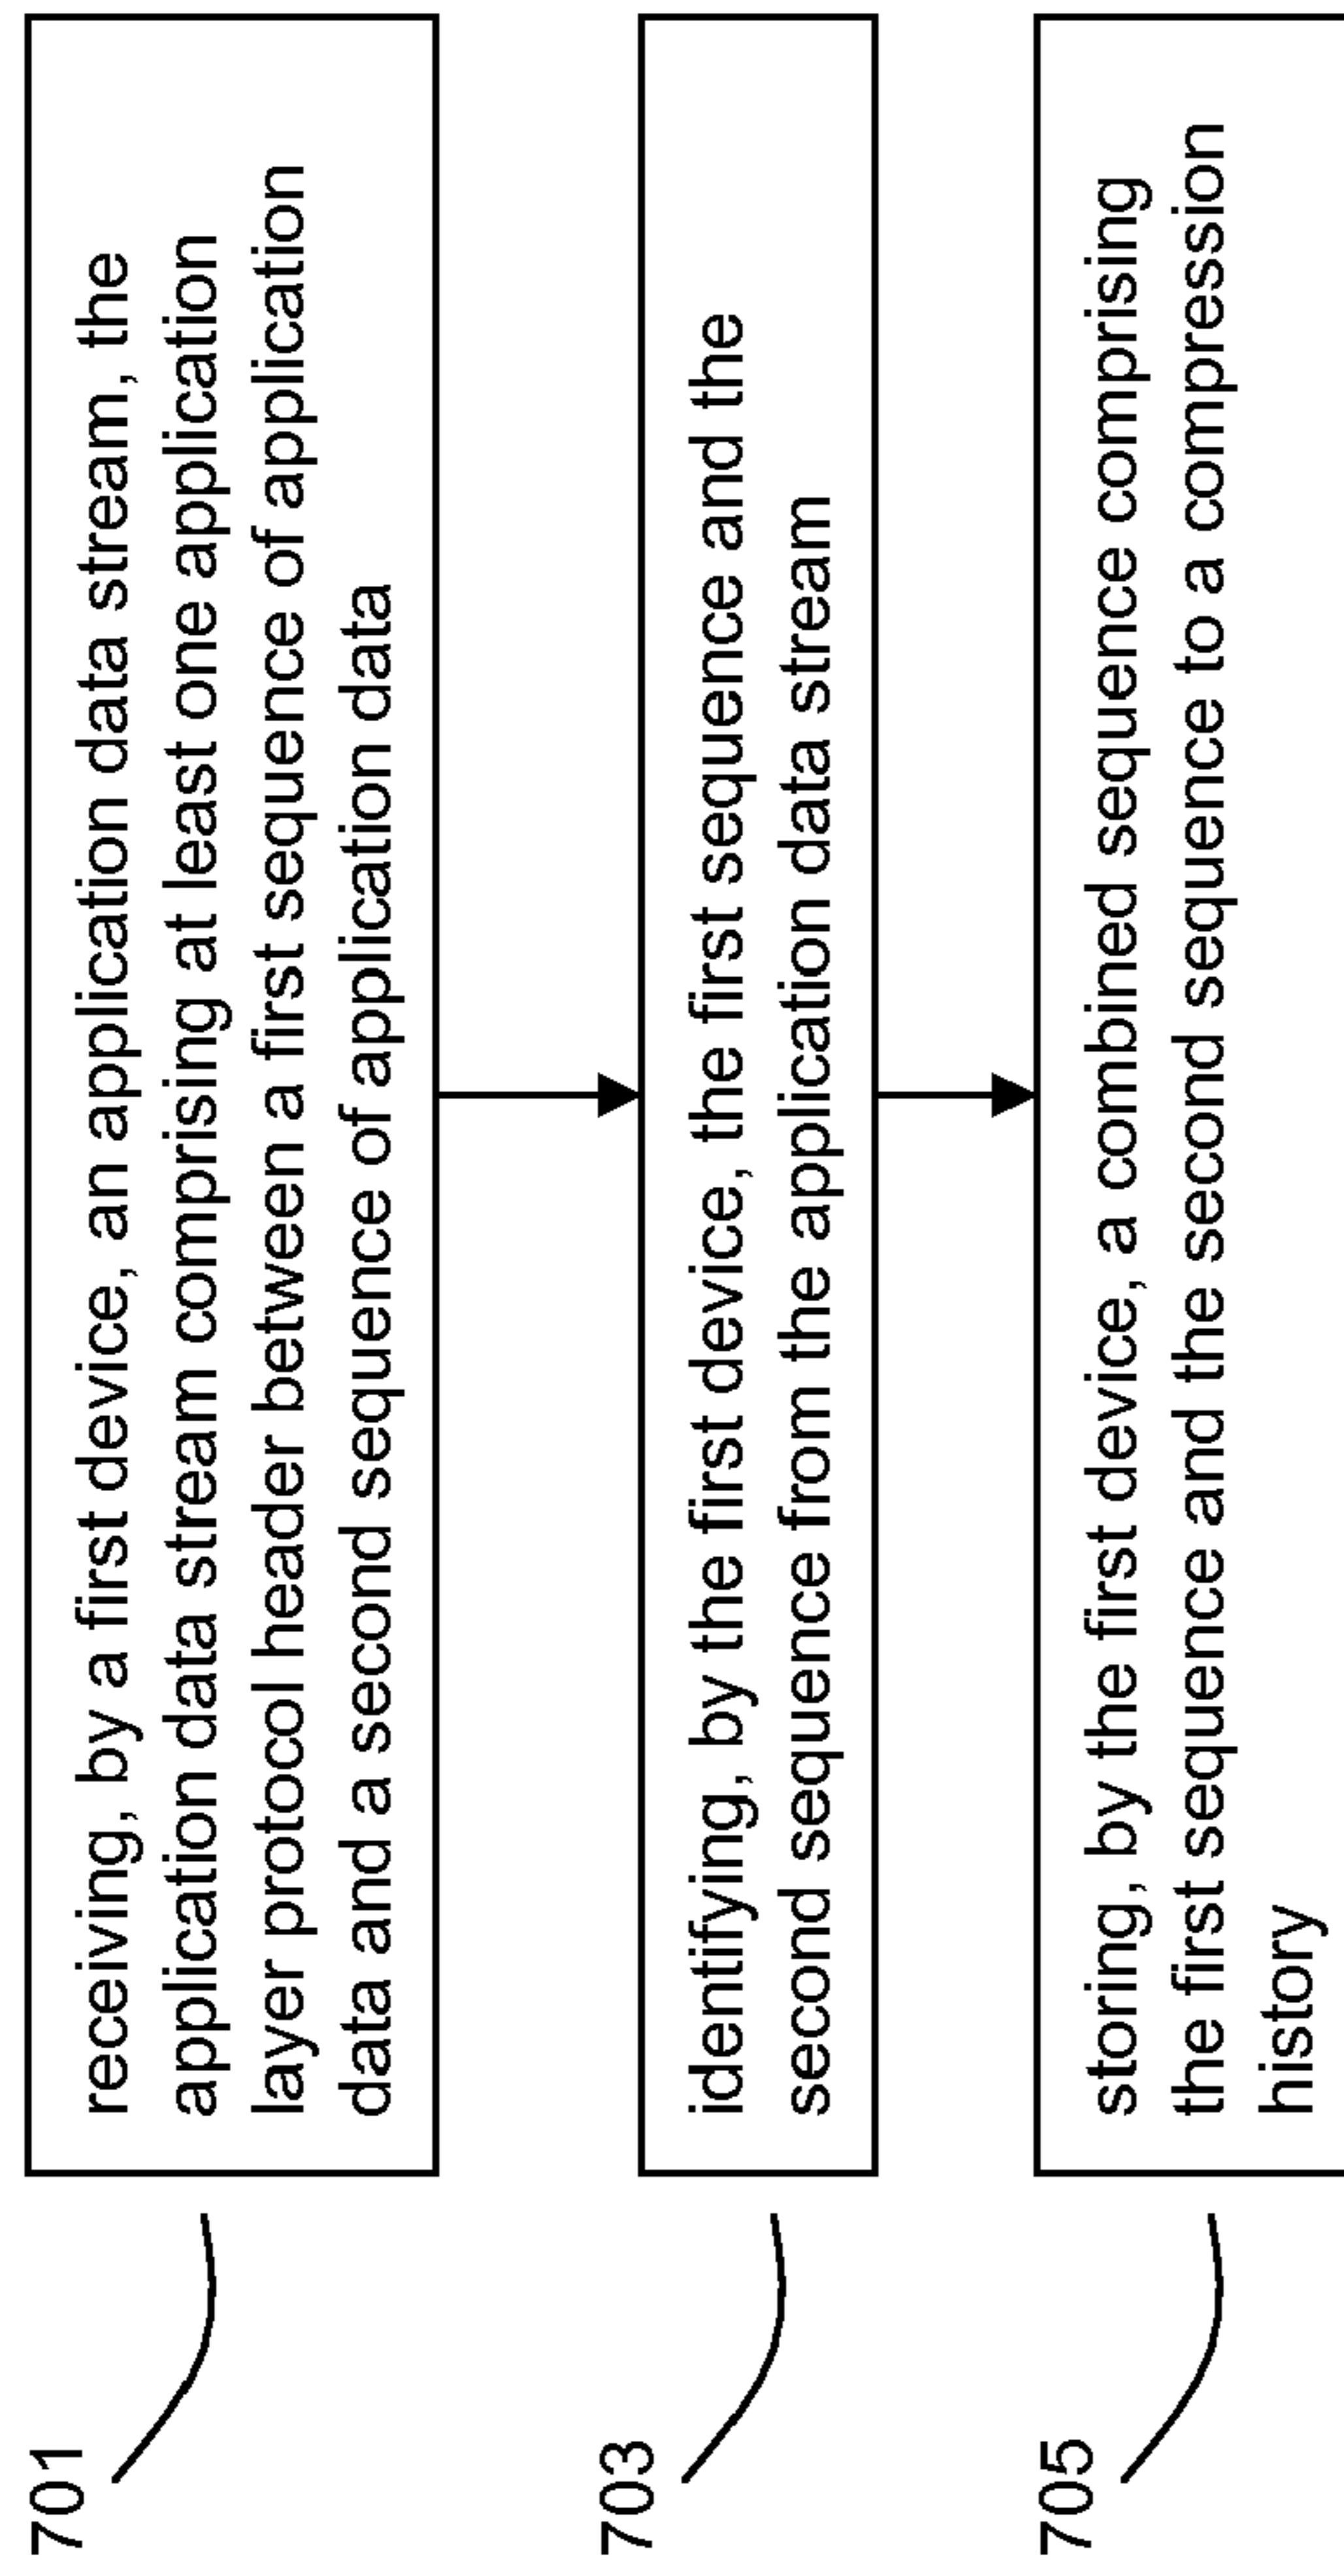 701
receiving, by a first device, an application data stream, the
application data stream comprising at least one application
layer protocol header between a first sequence of application
data and a second sequence of application data
703
identifying, by the first device, the first sequence and the
second sequence from the application data stream
705
storing, by the first device, a combined sequence comprising
the first sequence and the second sequence to a compression
history